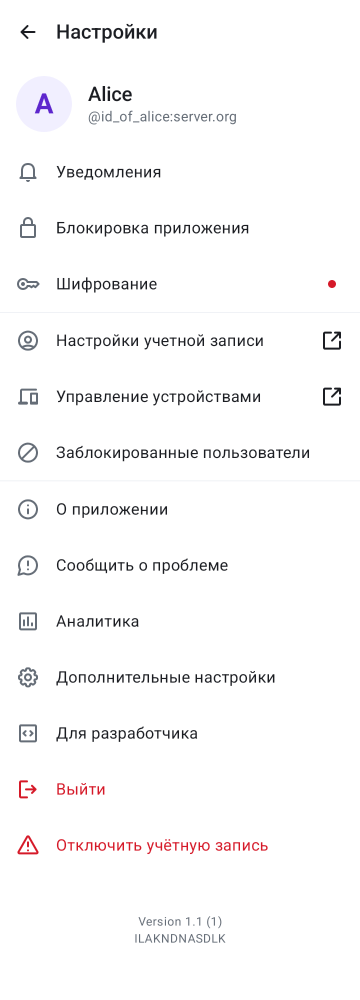 Настройки
A
Alice
@id_of_alice:server.org
Уведомления
Блокировка приложения
Шифрование
Настройки учетной записи
Управление устройствами
Заблокированные пользователи
О приложении
Сообщить о проблеме
Аналитика
Дополнительные настройки
Для разработчика
Выйти
Отключить учётную запись
Version 1.1 (1)
ILAKNDNASDLK